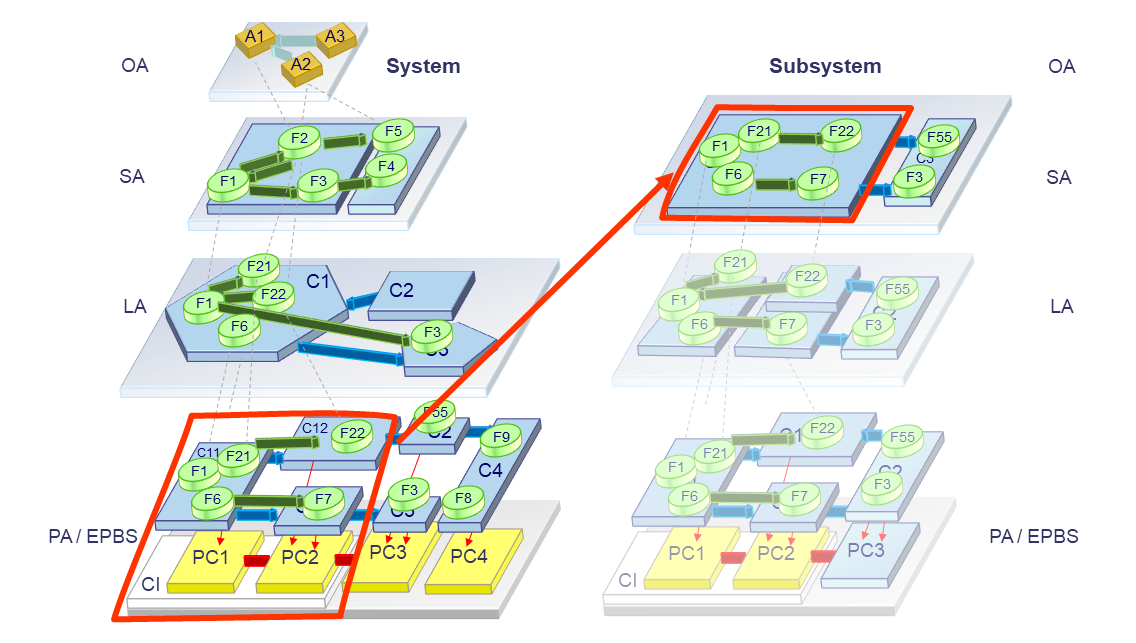 System
Subsystem
OA
A1
A3
A2
OA
SA
F2
F5
F1
F3
F4
F1
F21
F22
F6
F7
F55
C3
F3
SA
LA
F21
C1
F1
F22
F6
C2
F3
C3
F21
F1
F22
F6
F7
F55
F3
LA
PA / EPBS
C11
C12
F21
F22
F1
F6
F7
F55
C2
F9
C4
F3
C3
F8
PC1
PC2
PC3
PC4
CI
F21
F22
F1
F6
F7
F55
C2
F3
PC1
PC2
PC3
CI
PA / EPBS